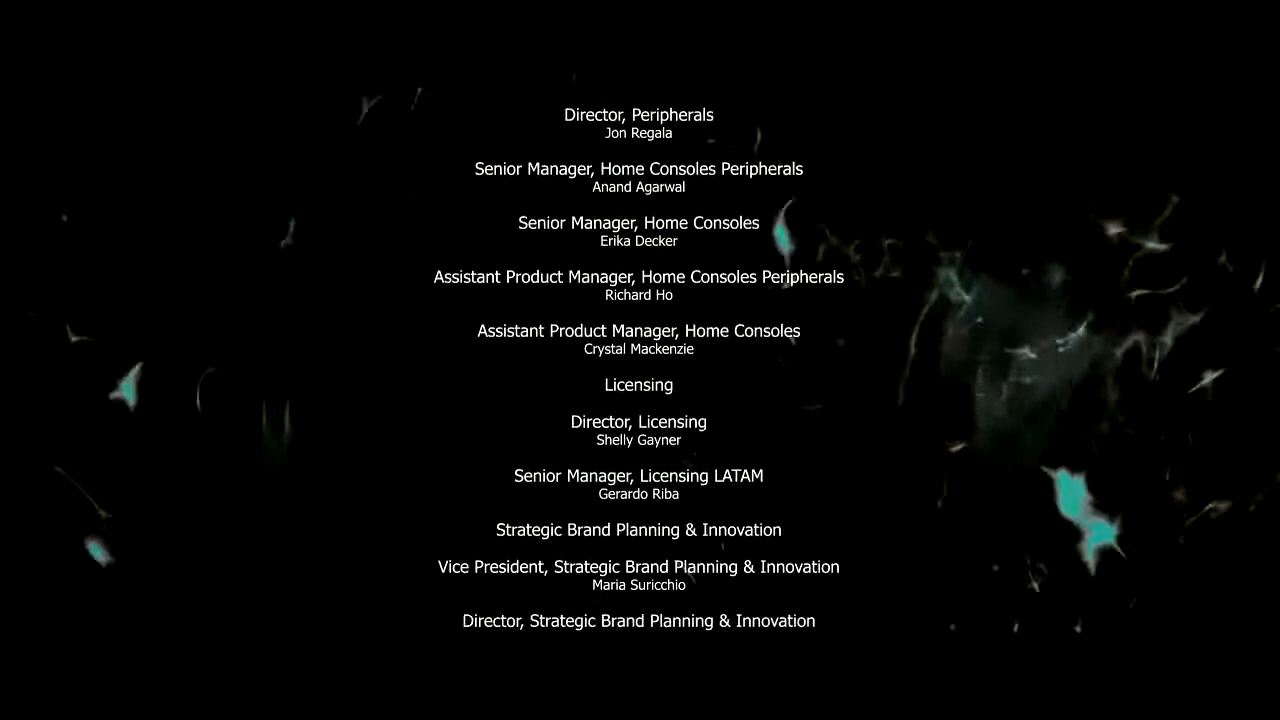 Director, Peripherals
Jon Regala
Senior Manager, Home Consoles Peripherals
Anand Agarwal
Senior Manager, Home Consoles
Erika Decker
Assistant Product Manager, Home Consoles Peripherals
Richard Ho
Assistant Product Manager, Home Consoles
Crystal Mackenzie
Licensing
Director, Licensing
Shelly Gayner
Senior Manager, Licensing LATAM
Gerardo Riba
Strategic Brand Planning & Innovation
Vice President, Strategic Brand Planning & Innovation
Maria Suricchio
Director, Strategic Brand Planning & Innovation